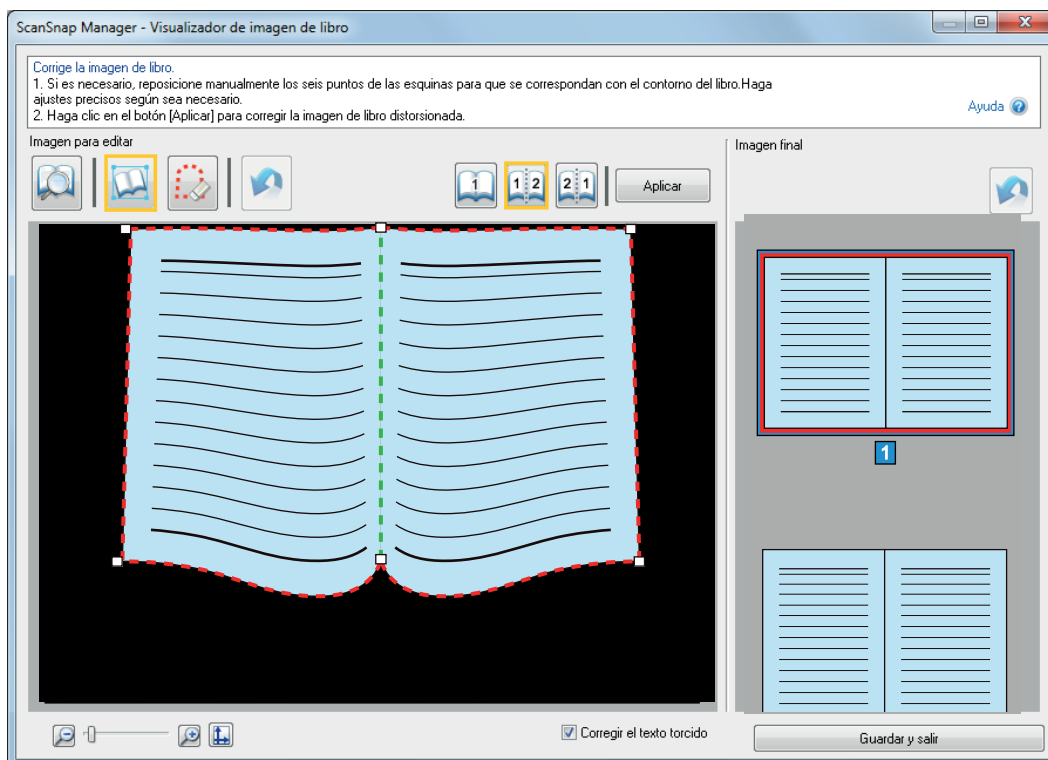 ScanSnap Manager - Visualizador de imagen de libro
Corrige la imagen de libro.
1. Si es necesario, reposicione manualmente los seis puntos de las esquinas para que se correspondan con el contorno del libro.Haga
ajustes precisos según sea necesario.
2. Haga clic en el botón [Aplicar] para corregir la imagen de libro distorsionada.
Ayuda
Imagen para editar
Imagen final
1
1 2
2 1
Aplicar
1
Corregir el texto torcido
Guardar y salir